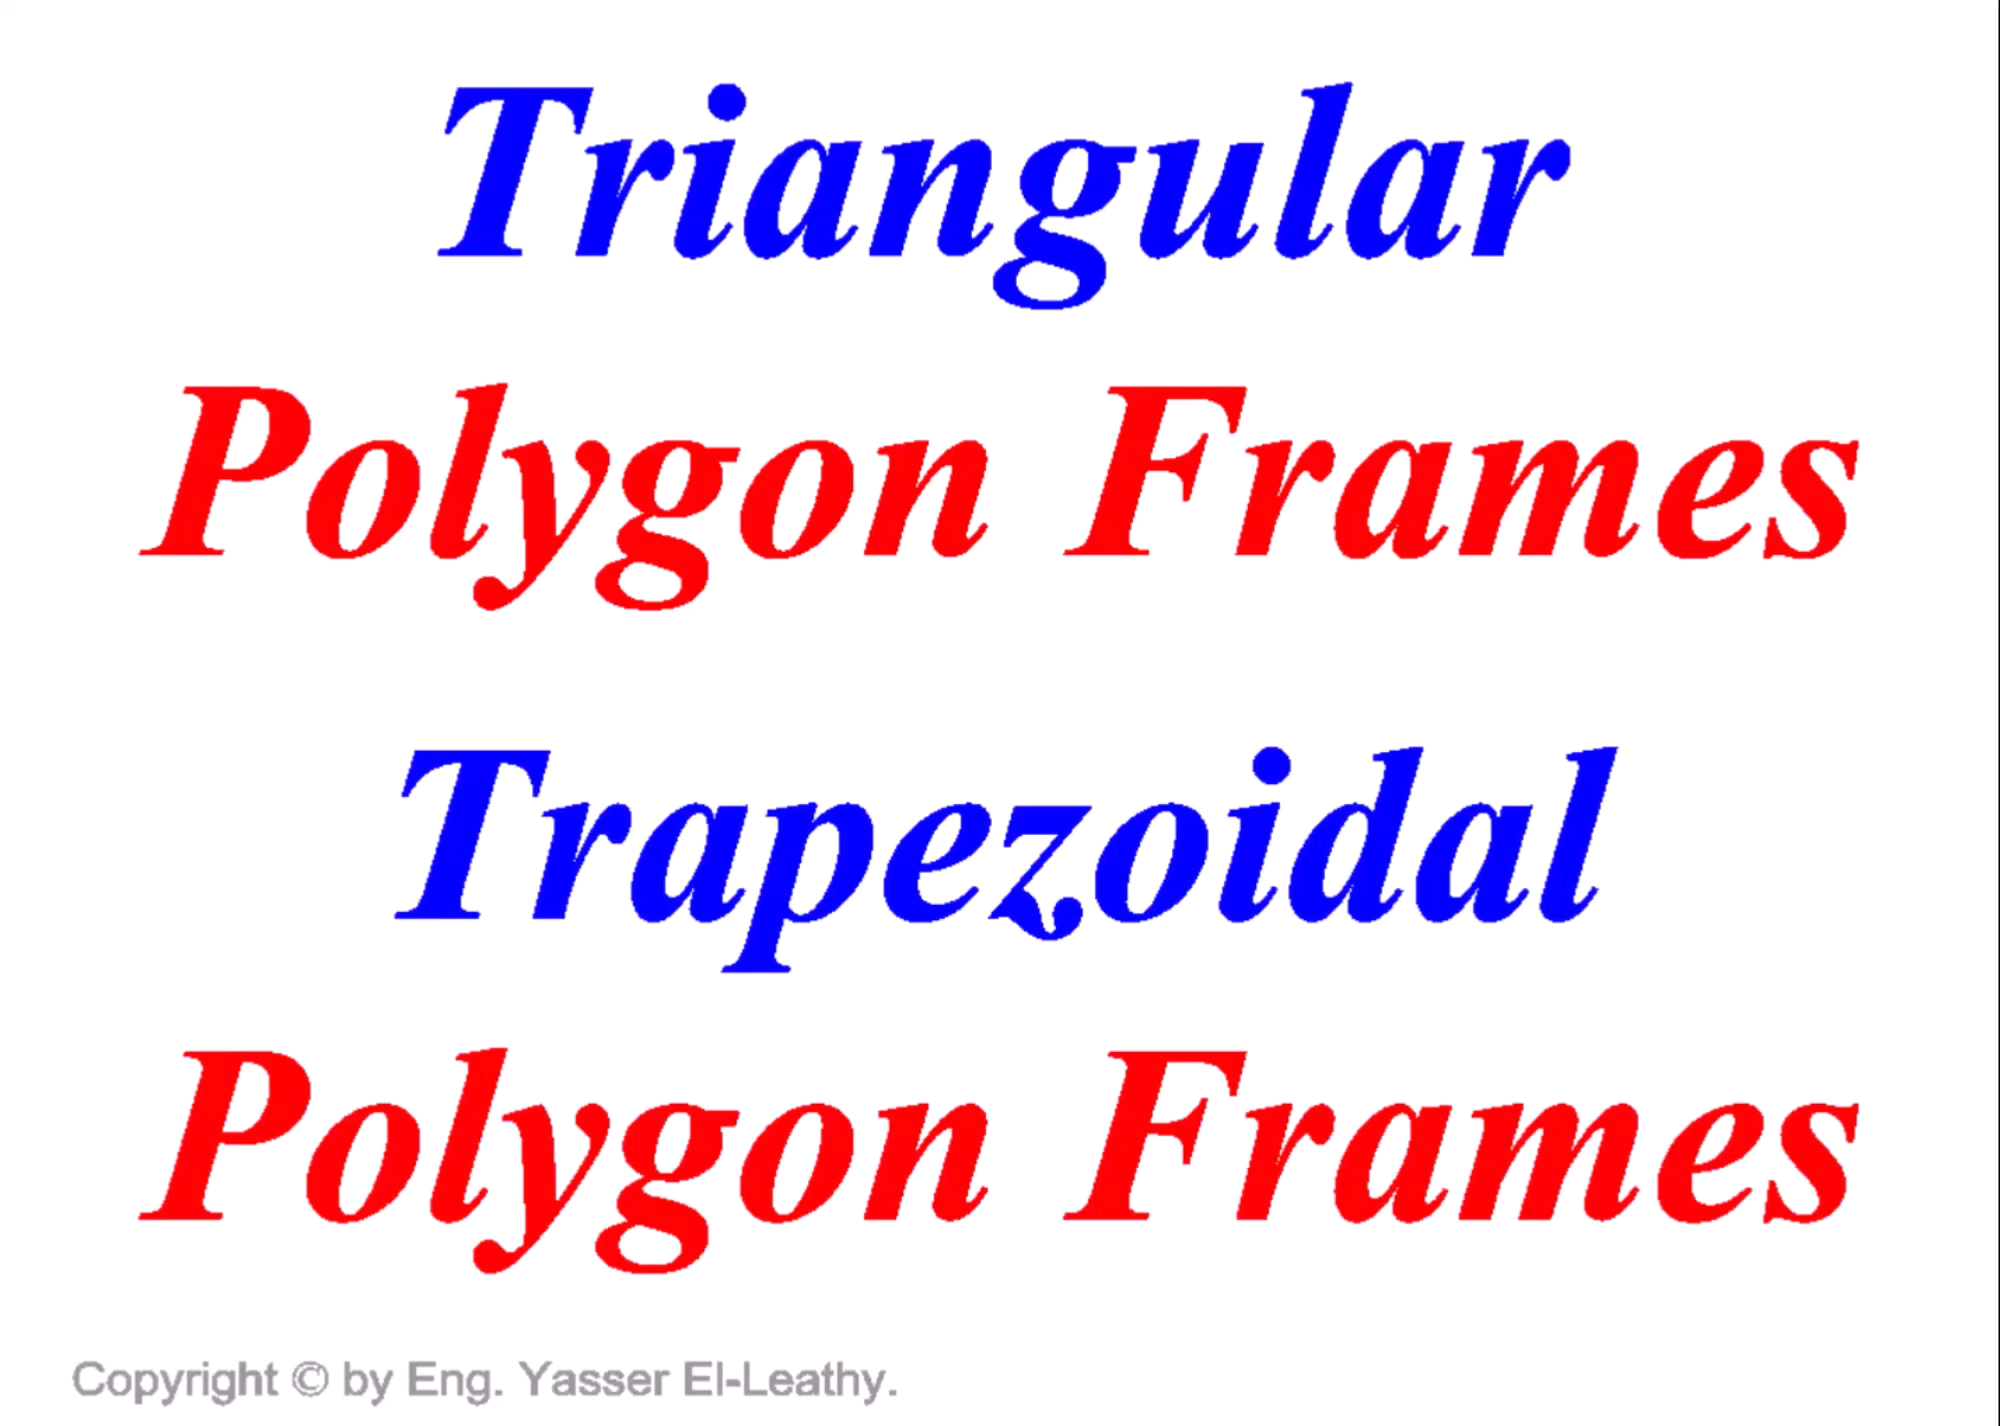 Triangular
Polygon Frames
Trapezoidal
Polygon Frames
Copyright © by Eng. Yasser El-Leathy.